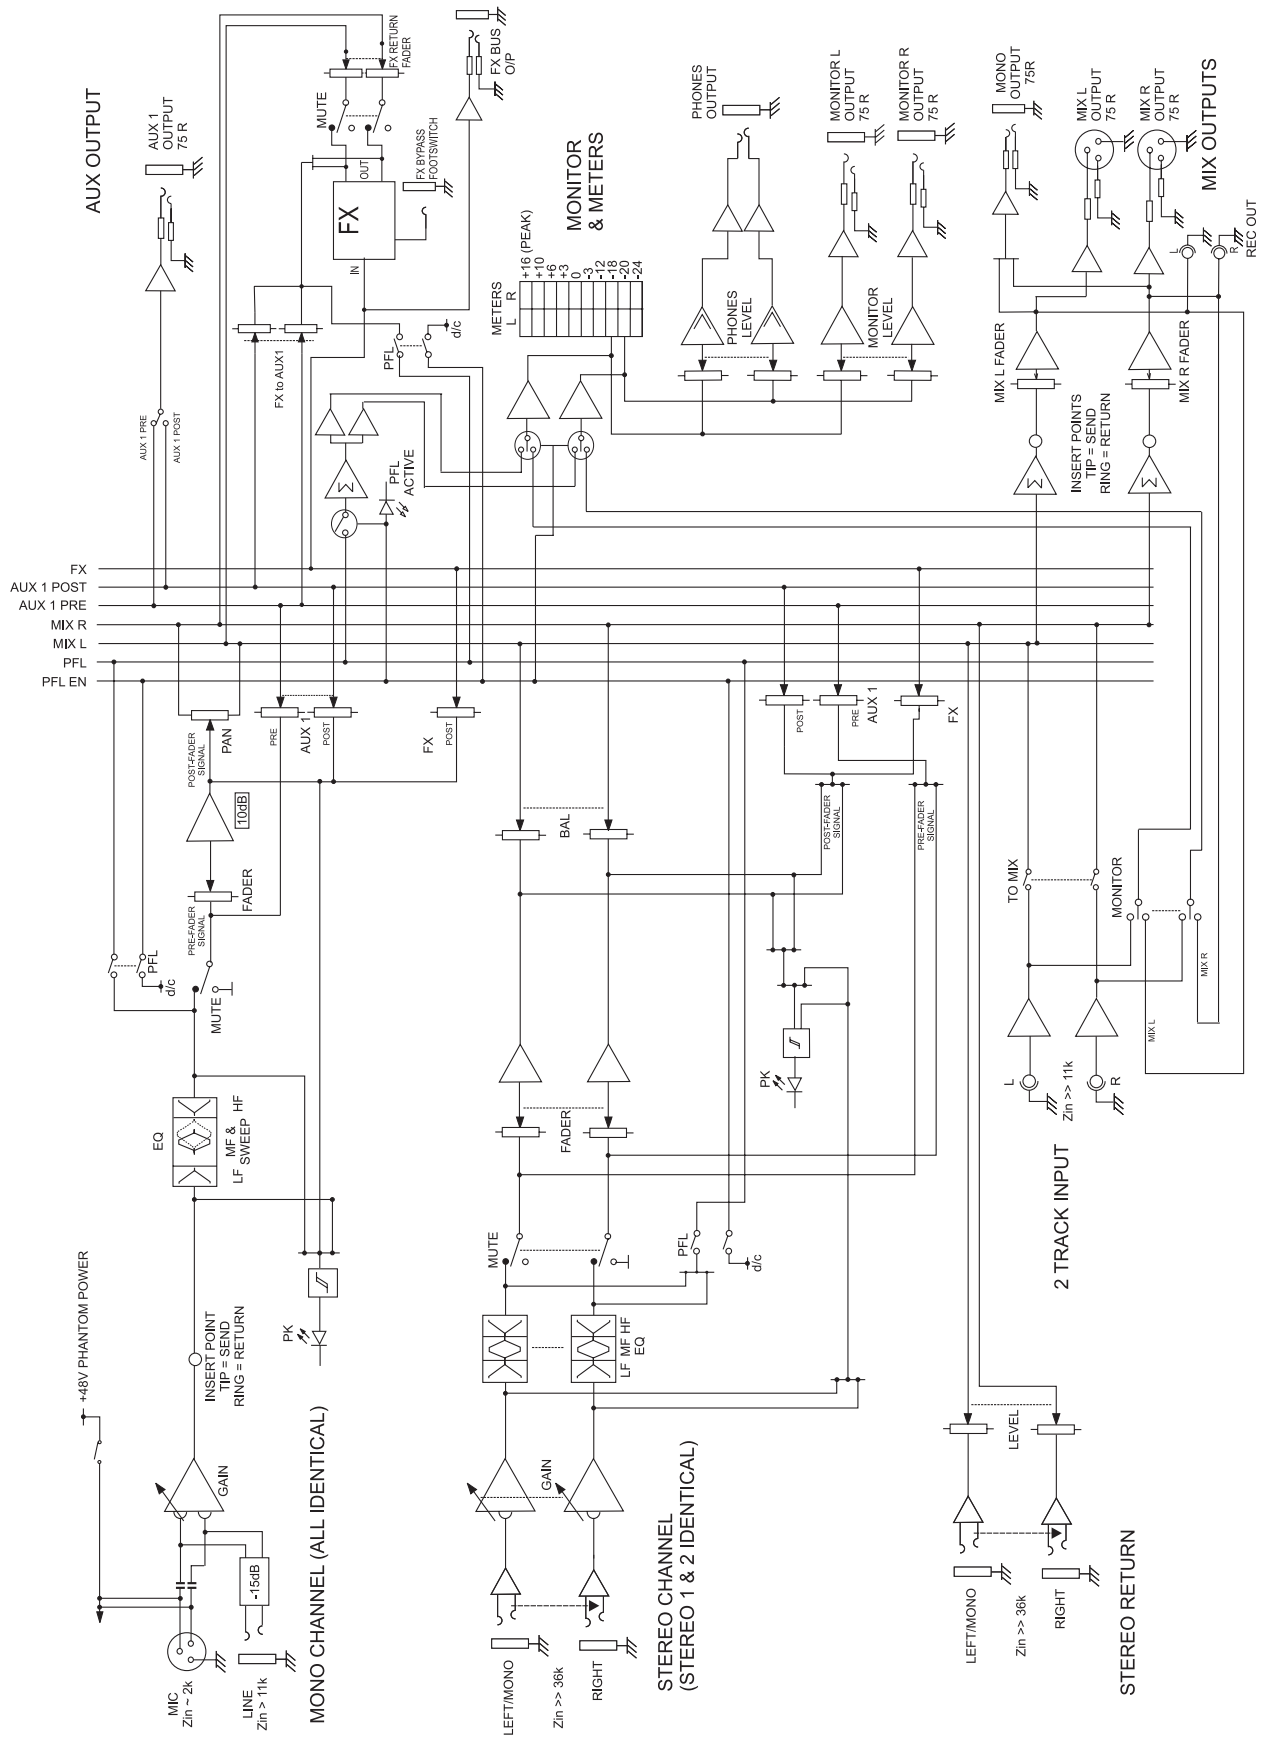 AUX OUTPUT
AUX 1
OUTPUT
75 R
AUX 1 PRE
AUX 1 POST
FX to AUX1
MUTE
FX RETURN
FADER
FX BUS
O/P
FX
IN
OUT
FX BYPASS
FOOTSWITCH
PFL
d/c
PFL
ACTIVE
Σ
MONITOR
& METERS
METERS
L R
+16 (PEAK)
+10
+6
+3
0
-3
-12
-18
-20
-24
PHONES
OUTPUT
PHONES
LEVEL
MONITOR L
OUTPUT
75 R
MONITOR R
OUTPUT
75 R
MONITOR
LEVEL
MONO
OUTPUT
75R
MIX L
OUTPUT
75 R
MIX R
OUTPUT
75 R
MIX OUTPUTS
L
R
REC OUT
MIX L FADER
MIX R FADER
INSERT POINTS
TIP = SEND
RING = RETURN
Σ
Σ
FX
AUX 1 POST
AUX 1 PRE
MIX R
MIX L
PFL
PFL EN
PAN
POST-FADER
SIGNAL
10dB
FADER
PRE-FADER
SIGNAL
PFL
d/c
MUTE
PRE
AUX 1
POST
FX
POST
EQ
LF
MF &
SWEEP
HF
PK
+48V PHANTOM POWER
INSERT POINT
TIP = SEND
RING = RETURN
GAIN
-15dB
MIC
Zin ~ 2k
LINE
Zin > 11k
MONO CHANNEL (ALL IDENTICAL)
BAL
POST
PRE
AUX 1
FX
POST-FADER
SIGNAL
PRE-FADER
SIGNAL
PK
FADER
MUTE
PFL
d/c
LF MF HF
EQ
GAIN
LEFT/MONO
Zin >> 36k
RIGHT
STEREO CHANNEL
(STEREO 1 & 2 IDENTICAL)
TO MIX
MONITOR
MIX L
MIX R
L
Zin >> 11k
R
2 TRACK INPUT
LEVEL
LEFT/MONO
Zin >> 36k
RIGHT
STEREO RETURN